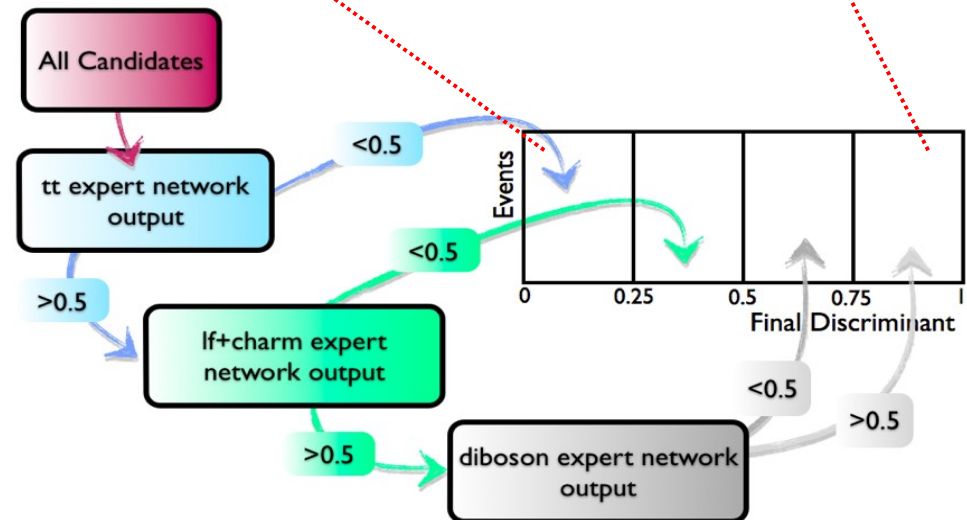 All Candidates
tt expert network
output
<0.5
>0.5
lf+charm expert
network output
<0.5
>0.5
diboson expert network
output
<0.5
>0.5
Events
0 0.25 0.5 0.75 1
Final Discriminant